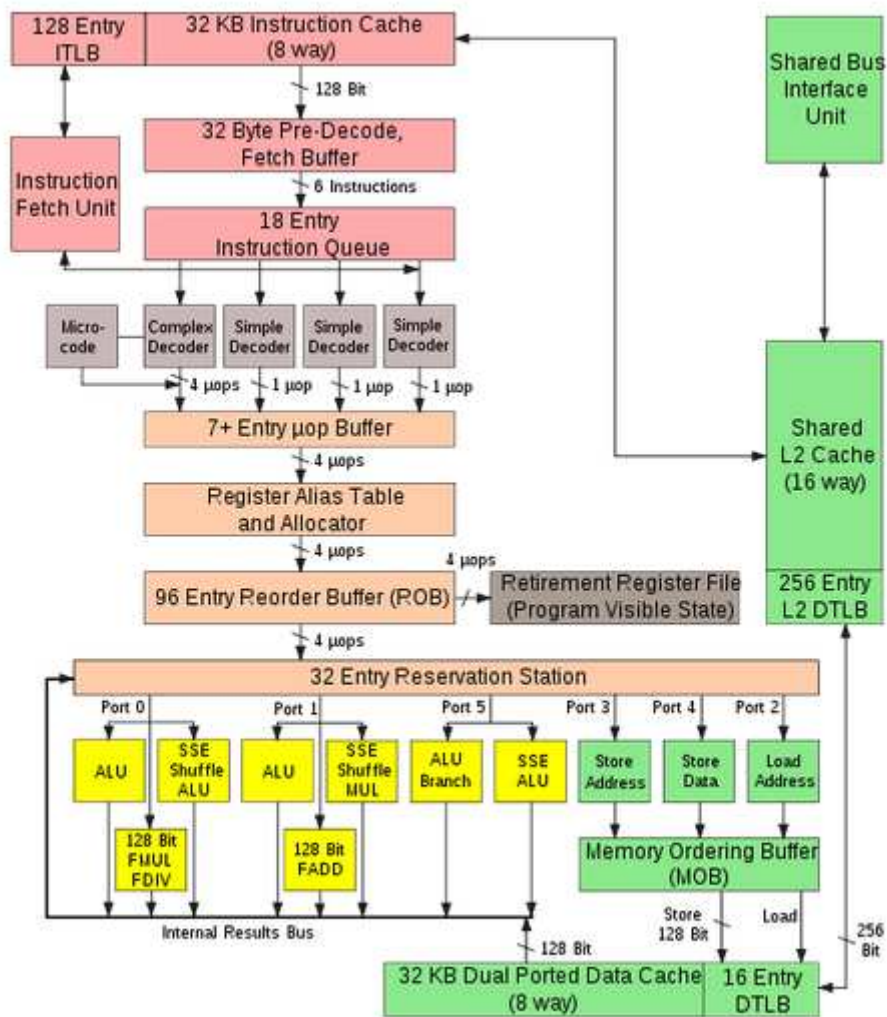 128 Entry
ITLB
32 KB Instruction Cache
(8 way)
Shared Bus
Interface
Unit
128 Bit
32 Byte Pre-Decode,
Fetch Buffer
Instruction
Fetch Unit
6 Instructions
18 Entry
Instruction Queue
Micro-
code
Complex
Decoder
Simple
Decoder
Simple
Decoder
Simple
Decoder
4 µops
1 µop
1 µop
1 µop
Shared
L2 Cache
(16 way)
7+ Entry µop Buffer
4 µops
Register Alias Table
and Allocator
4 µops
4 µops
96 Entry Reorder Buffer (ROB)
Retirement Register File
(Program Visible State)
256 Entry
L2 DTLB
4 µops
32 Entry Reservation Station
Port 0
Port 1
Port 5
Port 3
Port 4
Port 2
ALU
SSE
Shuffle
ALU
ALU
SSE
Shuffle
MUL
ALU
Branch
SSE
ALU
Store
Address
Store
Data
Load
Address
128 Bit
FMUL
FDIV
128 Bit
FADD
Memory Ordering Buffer
(MOB)
Internal Results Bus
Store
128 Bit
Load
128 Bit
256
Bit
32 KB Dual Ported Data Cache
(8 way)
16 Entry
DTLB